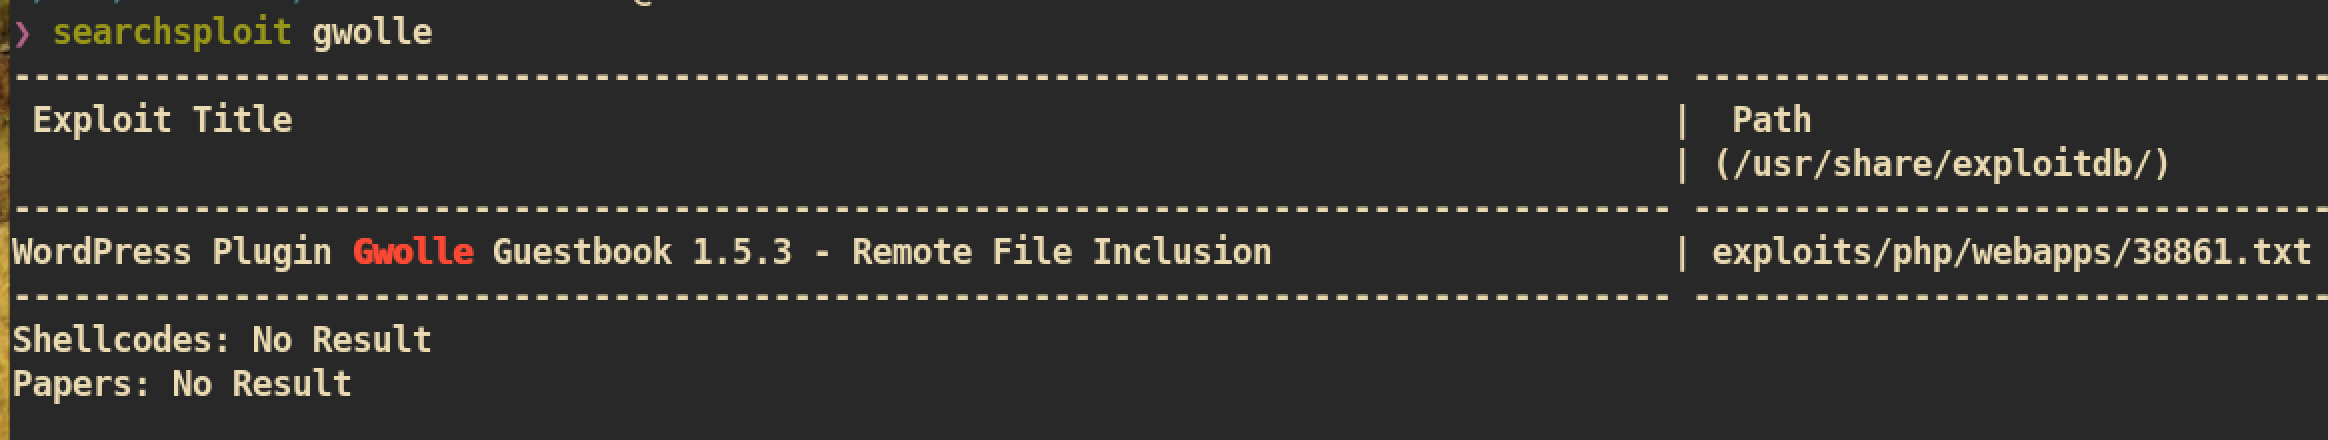 ❯ searchsploit gwolle
----------------------------------------------------------------------------------- --------------------------------
Exploit Title | Path
| (/usr/share/exploitdb/)
----------------------------------------------------------------------------------- --------------------------------
WordPress Plugin Gwolle Guestbook 1.5.3 - Remote File Inclusion | exploits/php/webapps/38861.txt
----------------------------------------------------------------------------------- --------------------------------
Shellcodes: No Result
Papers: No Result